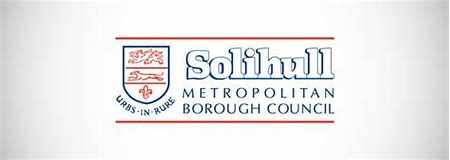 Solihull
METROPOLITAN
BOROUGH COUNCIL
URBS-IN-RURE